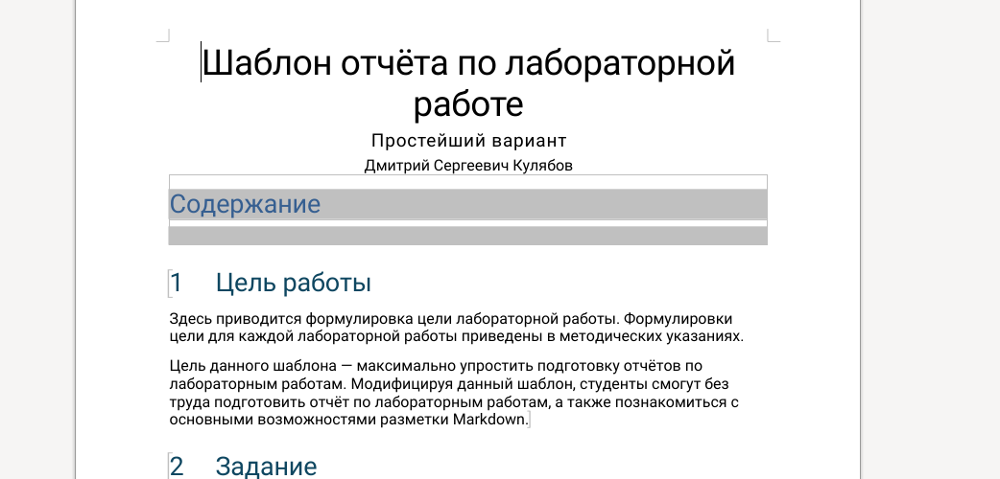 Шаблон отчёта по лабораторной
работе
Простейший вариант
Дмитрий Сергеевич Кулябов
Содержание
1 Цель работы
Здесь приводится формулировка цели лабораторной работы. Формулировки
цели для каждой лабораторной работы приведены в методических указаниях.
Цель данного шаблона — максимально упростить подготовку отчётов по
лабораторным работам. Модифицируя данный шаблон, студенты смогут без
труда подготовить отчёт по лабораторным работам, а также познакомиться с
основными возможностями разметки Markdown.
2 Задание